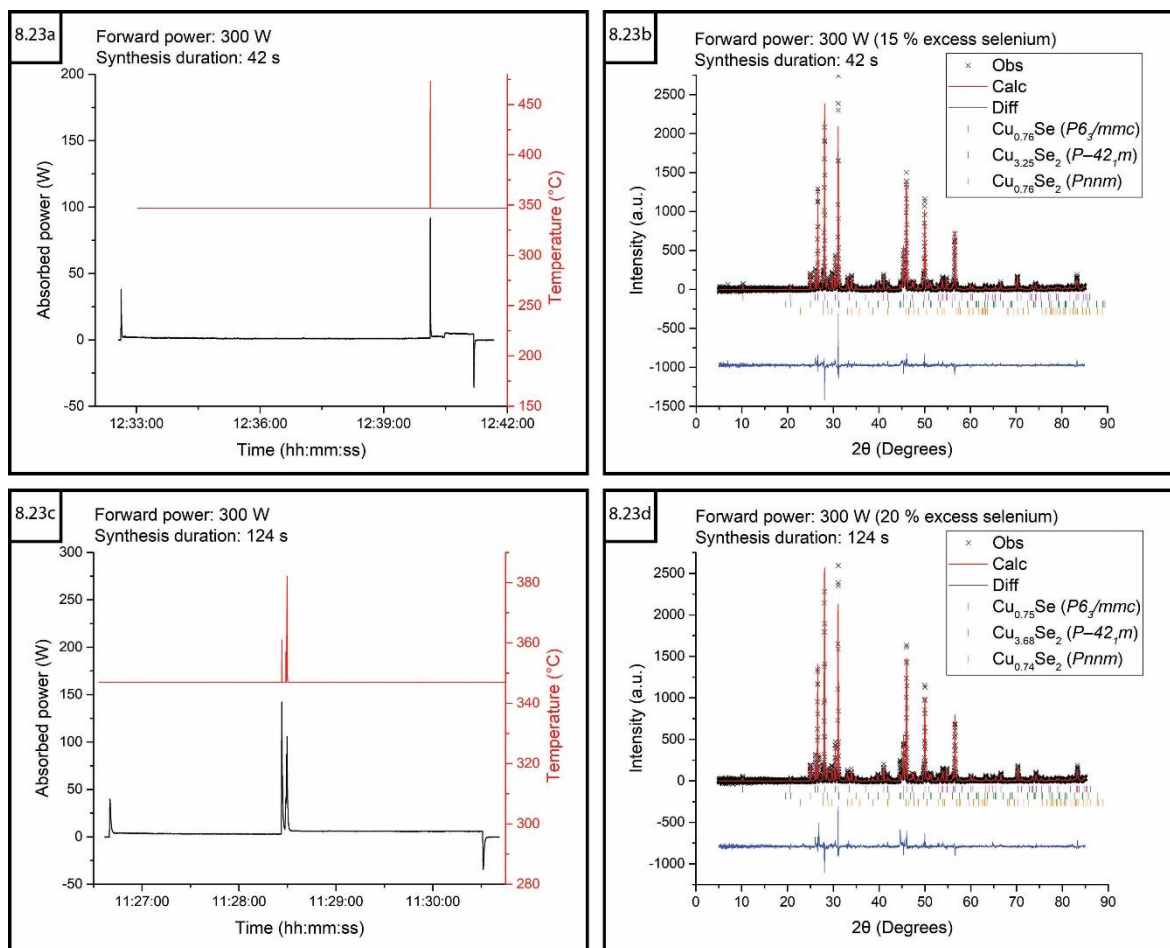 8.23a
Forward power: 300 W
Synthesis duration: 42 s
200
150
100
50
0
-50
Absorbed power (W)
450
400
350
300
250
200
150
Temperature (°C)
12:33:00 12:36:00 12:39:00 12:42:00
Time (hh:mm:ss)
8.23b
Forward power: 300 W (15 % excess selenium)
Synthesis duration: 42 s
Obs
Calc
Diff
Cu0.76Se (P63/mmc)
Cu3.25Se2 (P–421m)
Cu0.76Se2 (Pnnm)
2500
2000
1500
1000
500
0
-500
-1000
-1500
Intensity (a.u.)
0 10 20 30 40 50 60 70 80 90
2θ (Degrees)
8.23c
Forward power: 300 W
Synthesis duration: 124 s
300
250
200
150
100
50
0
-50
Absorbed power (W)
380
360
340
320
300
280
Temperature (°C)
11:27:00 11:28:00 11:29:00 11:30:00
Time (hh:mm:ss)
8.23d
Forward power: 300 W (20 % excess selenium)
Synthesis duration: 124 s
Obs
Calc
Diff
Cu0.75Se (P63/mmc)
Cu3.68Se2 (P–421m)
Cu0.74Se2 (Pnnm)
2500
2000
1500
1000
500
0
-500
-1000
Intensity (a.u.)
0 10 20 30 40 50 60 70 80 90
2θ (Degrees)